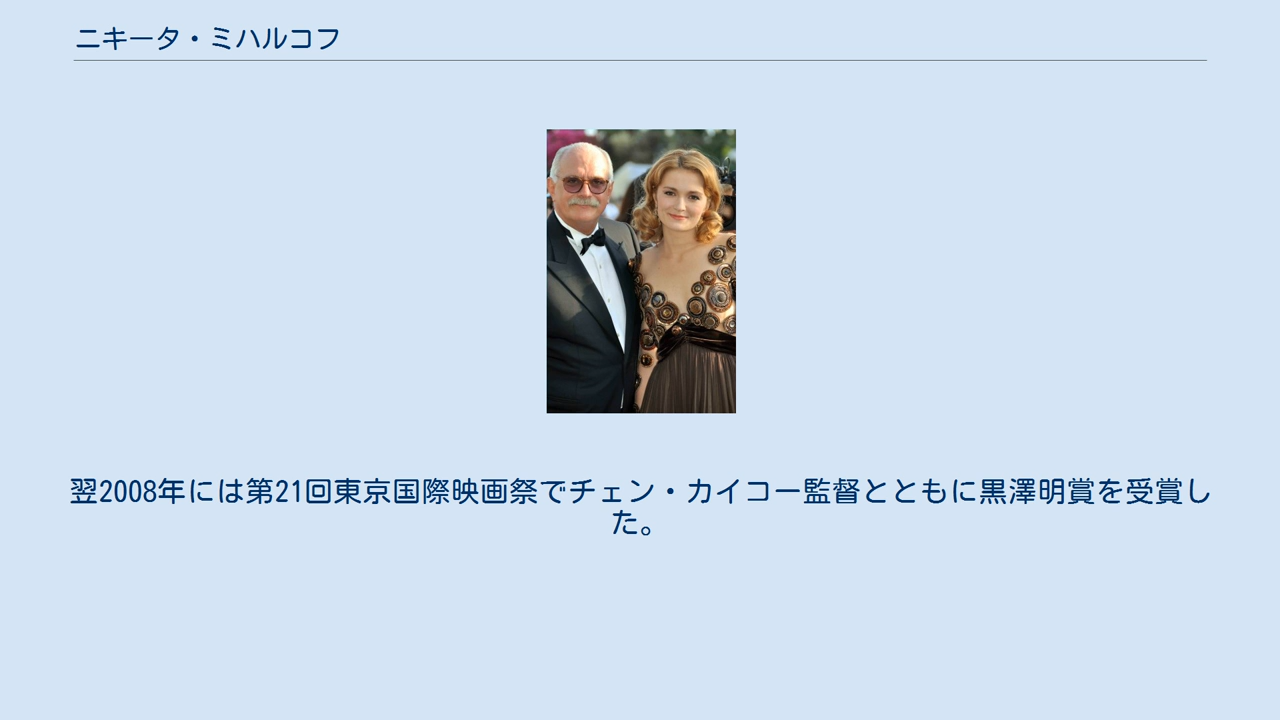 ニキータ・ミハルコフ
翌2008年には第21回東京国際映画祭でチェン・カイコー監督とともに黒澤明賞を受賞し
た。